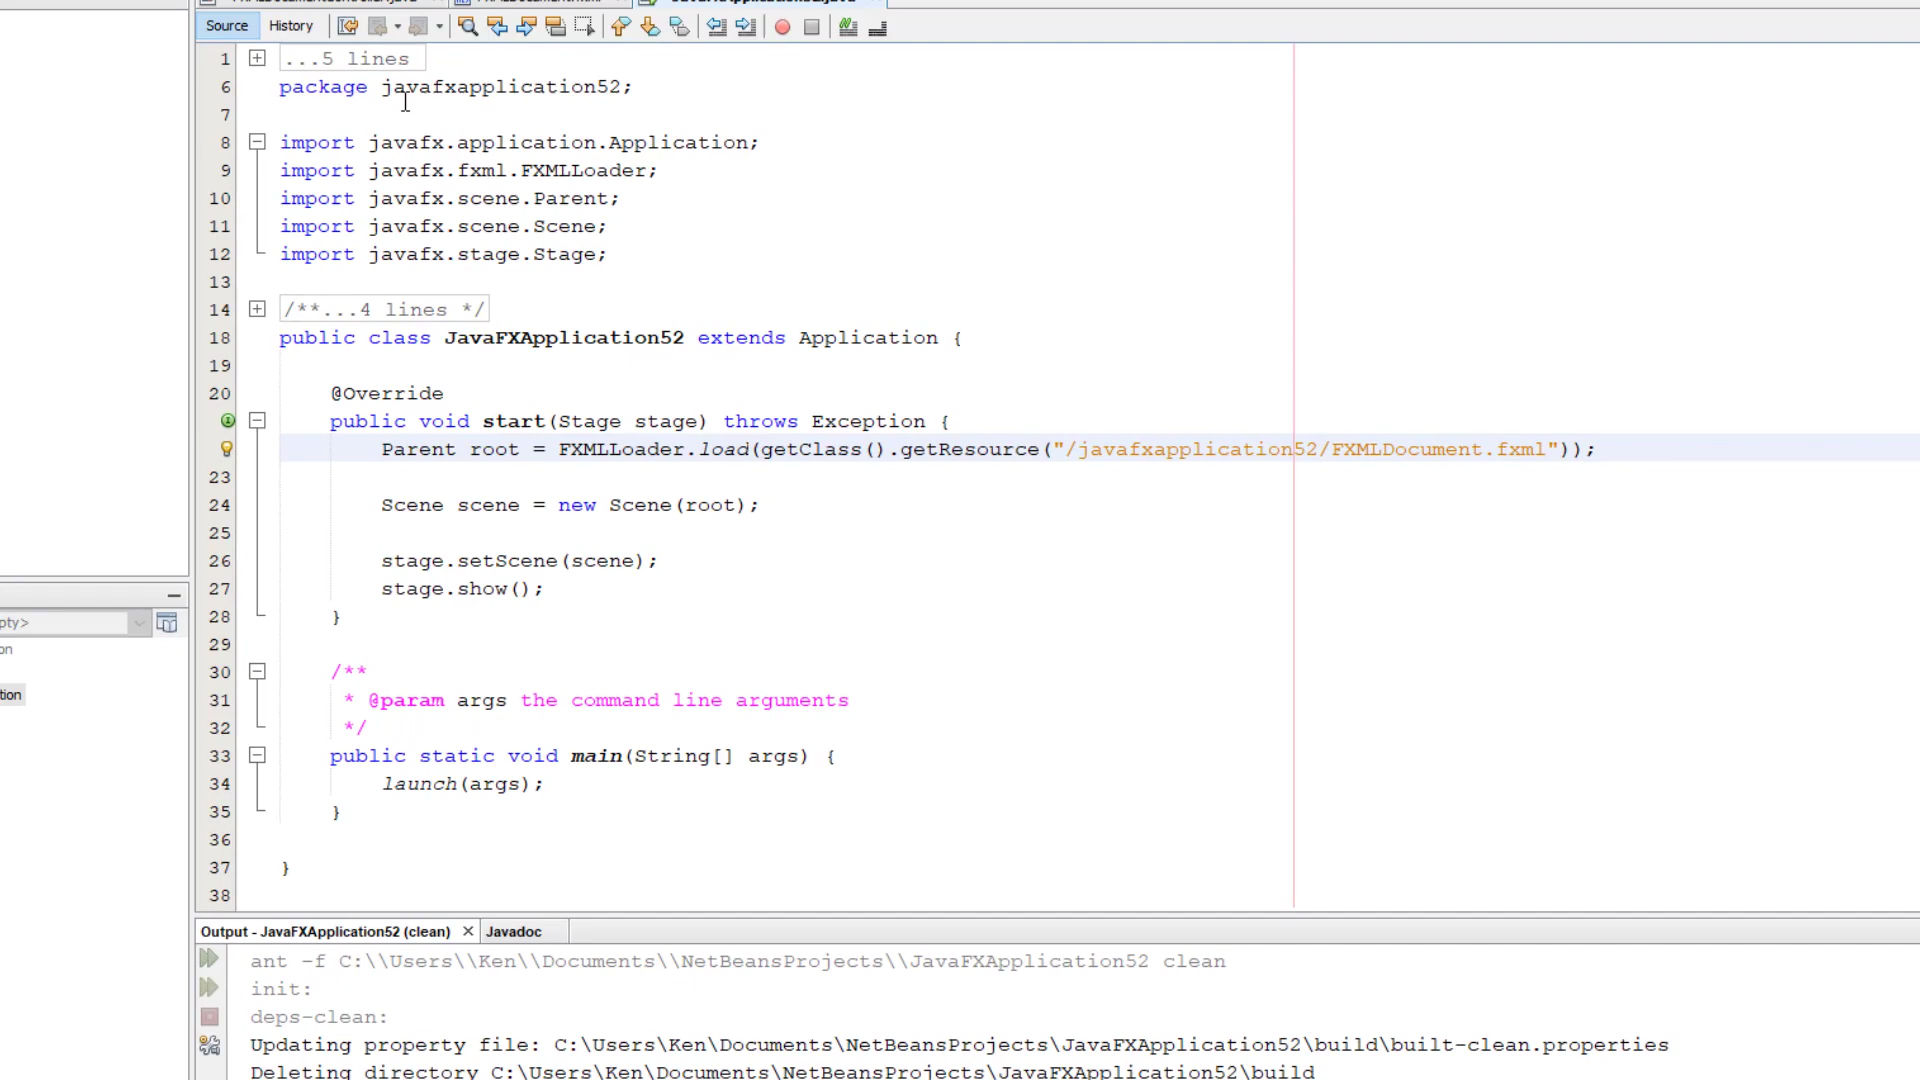 Source History
1 ...5 lines
6 package javafxapplication52;
7
8 import javafx.application.Application;
9 import javafx.fxml.FXMLLoader;
10 import javafx.scene.Parent;
11 import javafx.scene.Scene;
12 import javafx.stage.Stage;
13
14 /**...4 lines */
18 public class JavaFXApplication52 extends Application {
19
20 @Override
public void start(Stage stage) throws Exception {
Parent root = FXMLLoader.load(getClass().getResource("/javafxapplication52/FXMLDocument.fxml"));
23
24 Scene scene = new Scene(root);
25
26 stage.setScene(scene);
27 stage.show();
28 }
29
30 /**
31 * @param args the command line arguments
32 */
33 public static void main(String[] args) {
34 launch(args);
35 }
36
37 }
38
pty>
on
tion
Output - JavaFXApplication52 (clean) Javadoc
ant -f C:\\Users\\Ken\\Documents\\NetBeansProjects\\JavaFXApplication52 clean
init:
deps-clean:
Updating property file: C:\Users\Ken\Documents\NetBeansProjects\JavaFXApplication52\build\built-clean.properties
Deleting directory C:\Users\Ken\Documents\NetBeansProjects\JavaFXApplication52\build